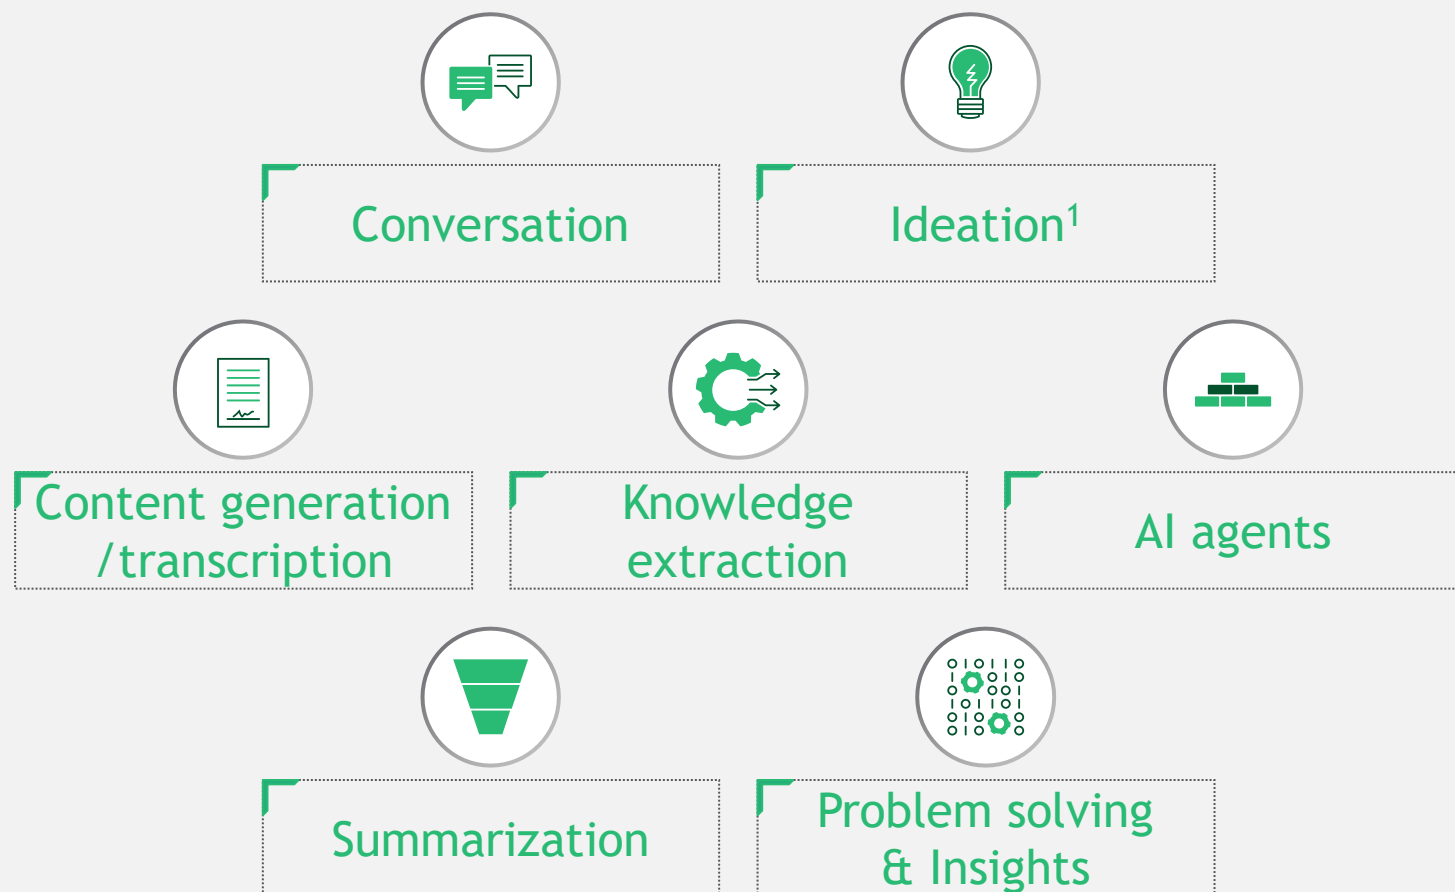 Conversation
Ideation¹
Content generation
/transcription
Knowledge
extraction
AI agents
Summarization
Problem solving
& Insights